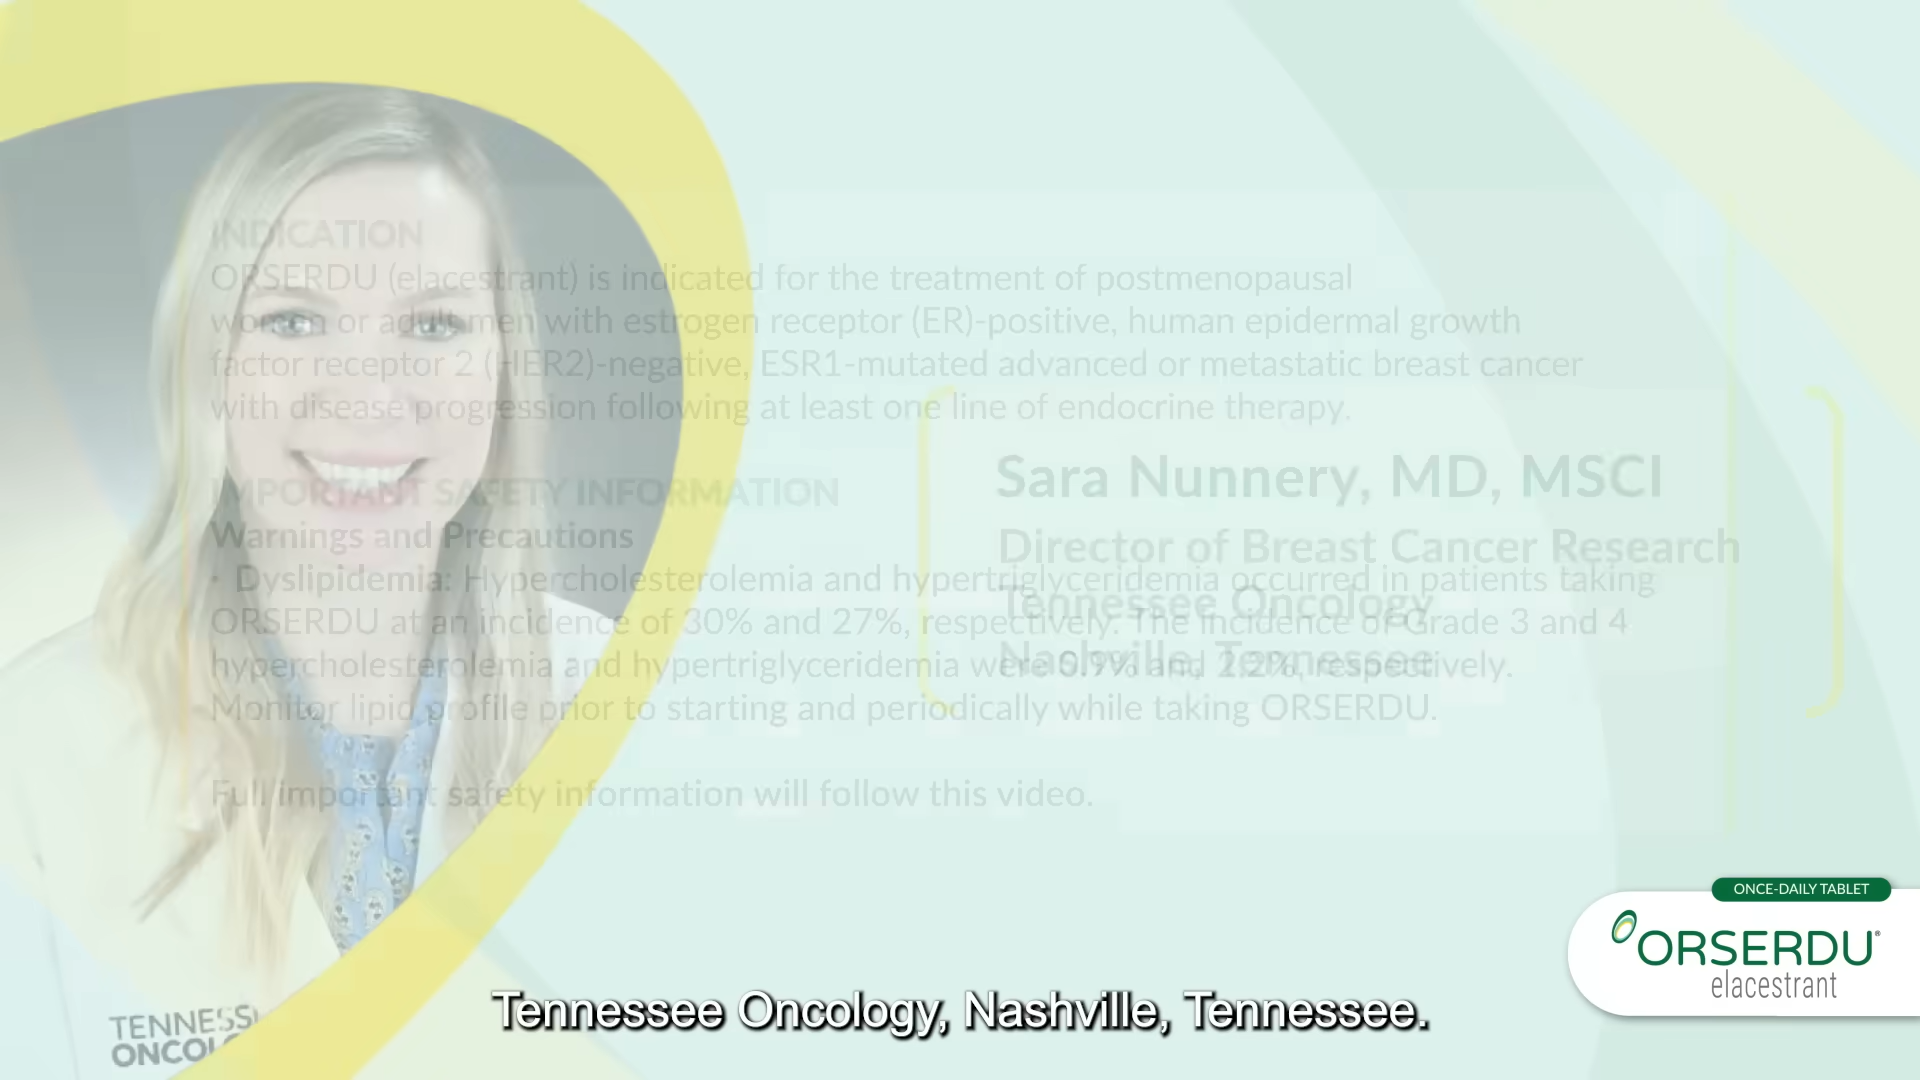 INDICATION
ORSERDU (elacestrant) is indicated for the treatment of postmenopausal
women or adult men with estrogen receptor (ER)-positive, human epidermal growth
factor receptor 2 (HER2)-negative, ESR1-mutated advanced or metastatic breast cancer
with disease progression following at least one line of endocrine therapy.
IMPORTANT SAFETY INFORMATION
Warnings and Precautions
· Dyslipidemia: Hypercholesterolemia and hypertriglyceridemia occurred in patients taking
ORSERDU at an incidence of 30% and 27%, respectively. The incidence of Grade 3 and 4
hypercholesterolemia and hypertriglyceridemia were 0.9% and 2.2%, respectively.
Monitor lipid profile prior to starting and periodically while taking ORSERDU.
Full important safety information will follow this video.
Sara Nunnery, MD, MSCI
Director of Breast Cancer Research
Tennessee Oncology
Nashville, Tennessee
ONCE-DAILY TABLET
ORSERDU®
elacestrant
TENNESS
ONCOL
Tennessee Oncology, Nashville, Tennessee.